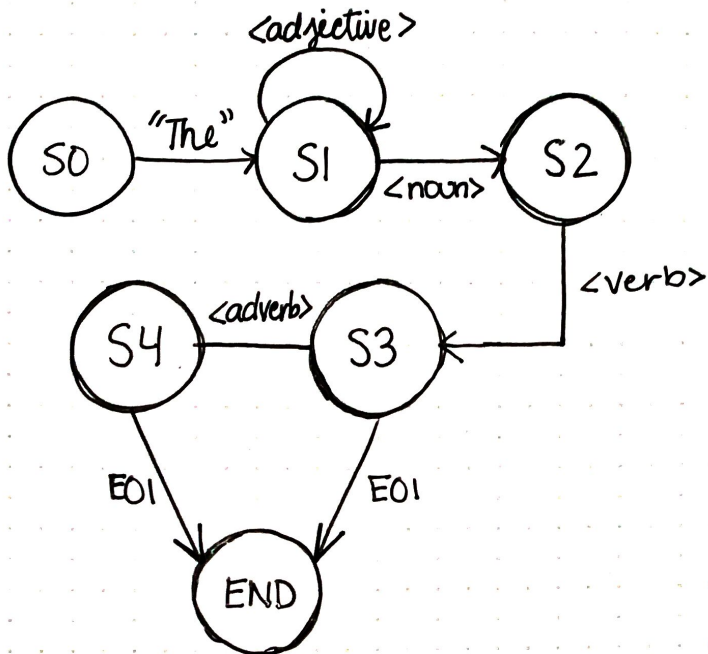 <adjective>
"The"
S0
S1
<noun>
S2
<verb>
S4
<adverb>
S3
EOI
EOI
END